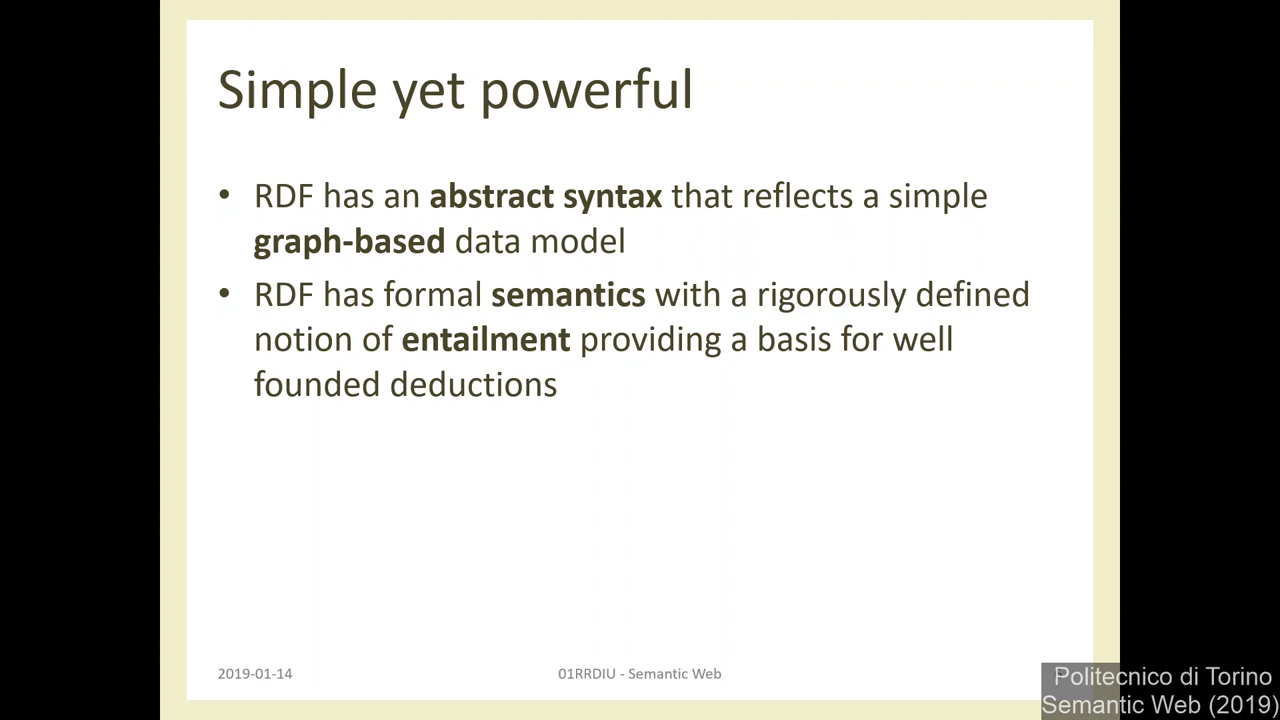 Simple yet powerful
• RDF has an abstract syntax that reflects a simple
graph-based data model
• RDF has formal semantics with a rigorously defined
notion of entailment providing a basis for well
founded deductions
2019-01-14
01RRDIU - Semantic Web
Politecnico di Torino
Semantic Web (2019)